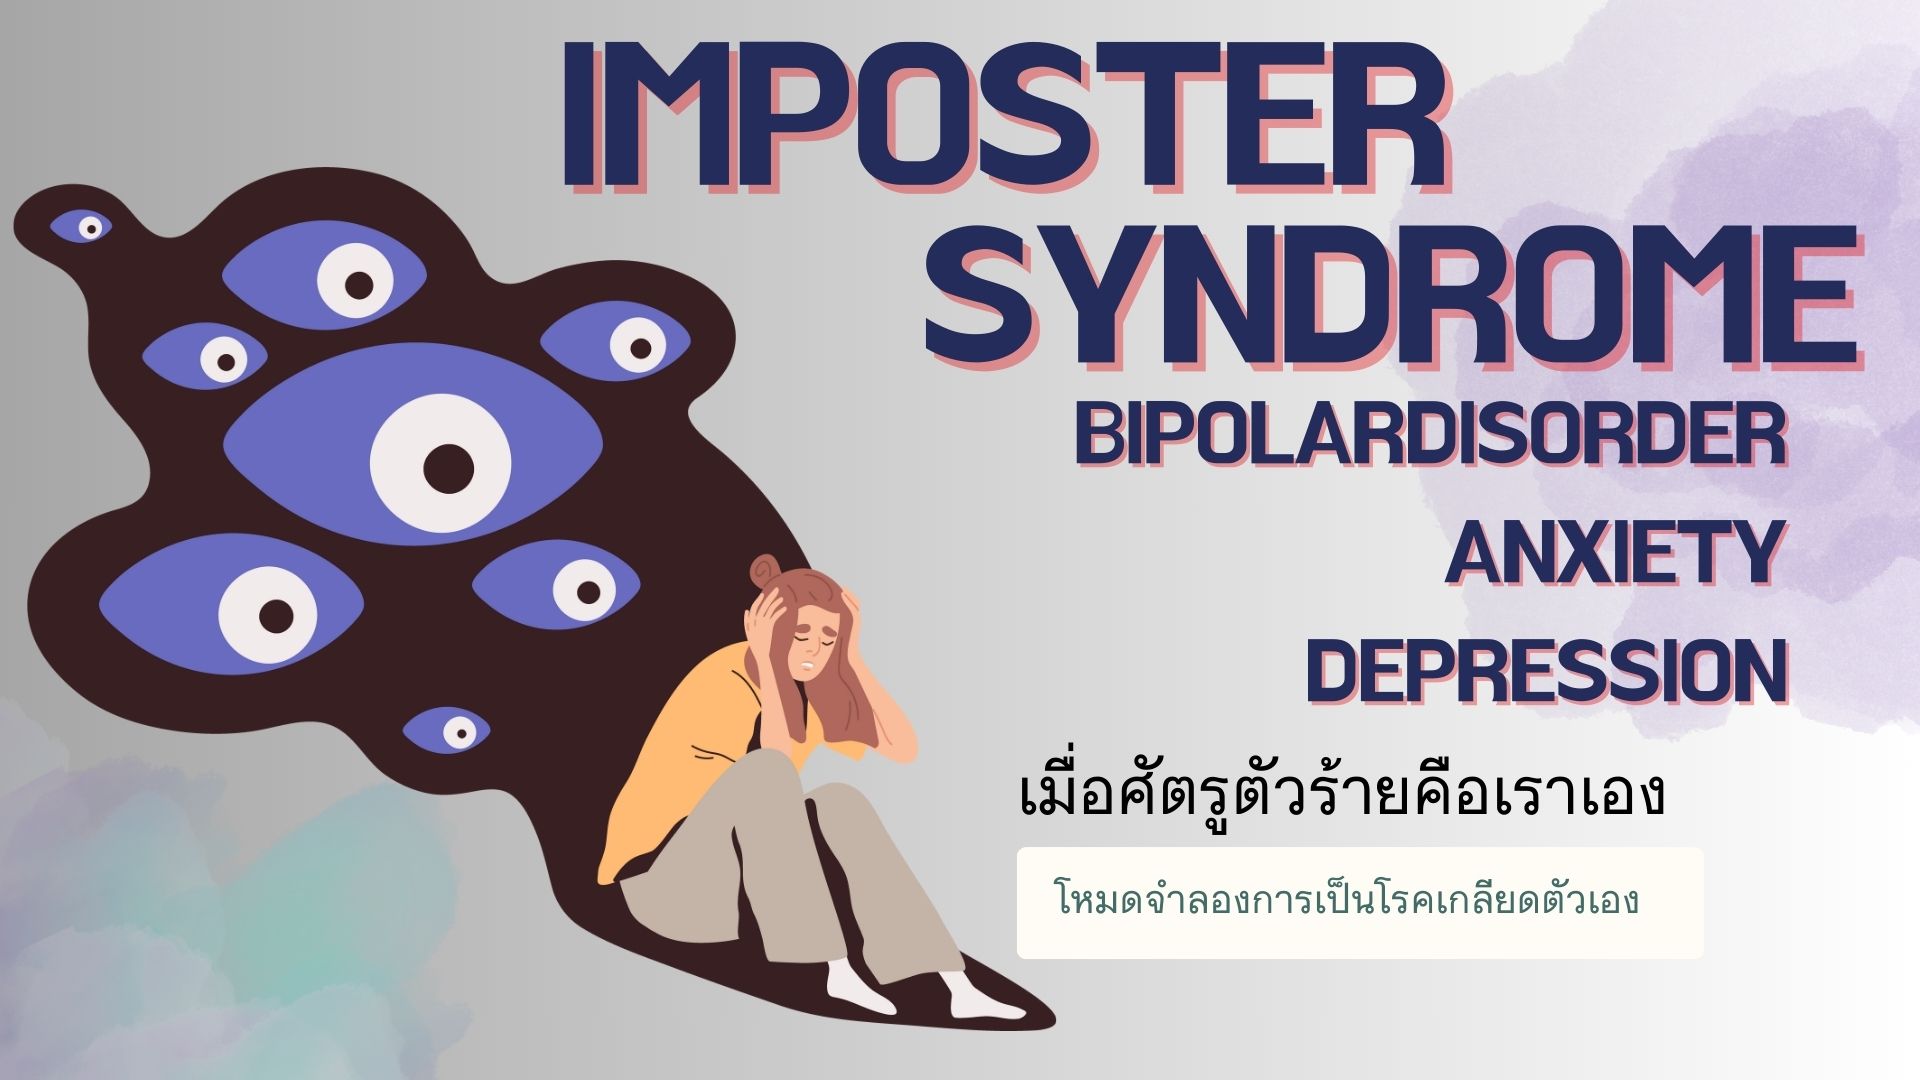 IMPOSTER
SYNDROME
BIPOLARDISORDER
ANXIETY
DEPRESSION
เมื่อศัตรูตัวร้ายคือเราเอง
โหมดจำลองการเป็นโรคเกลียดตัวเอง